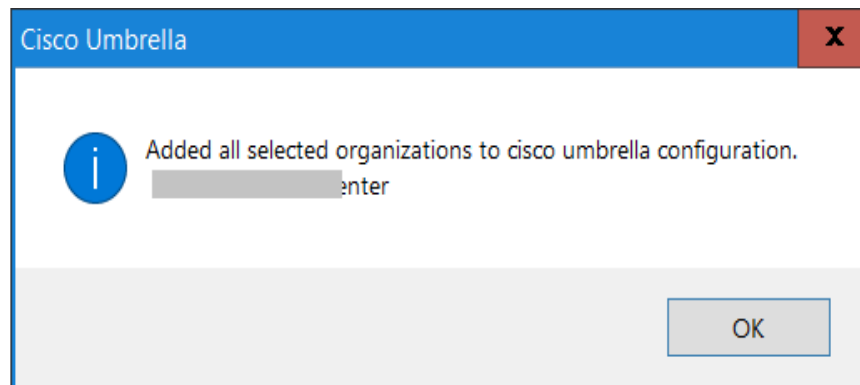 Cisco Umbrella
X
Added all selected organizations to cisco umbrella configuration.
enter
OK